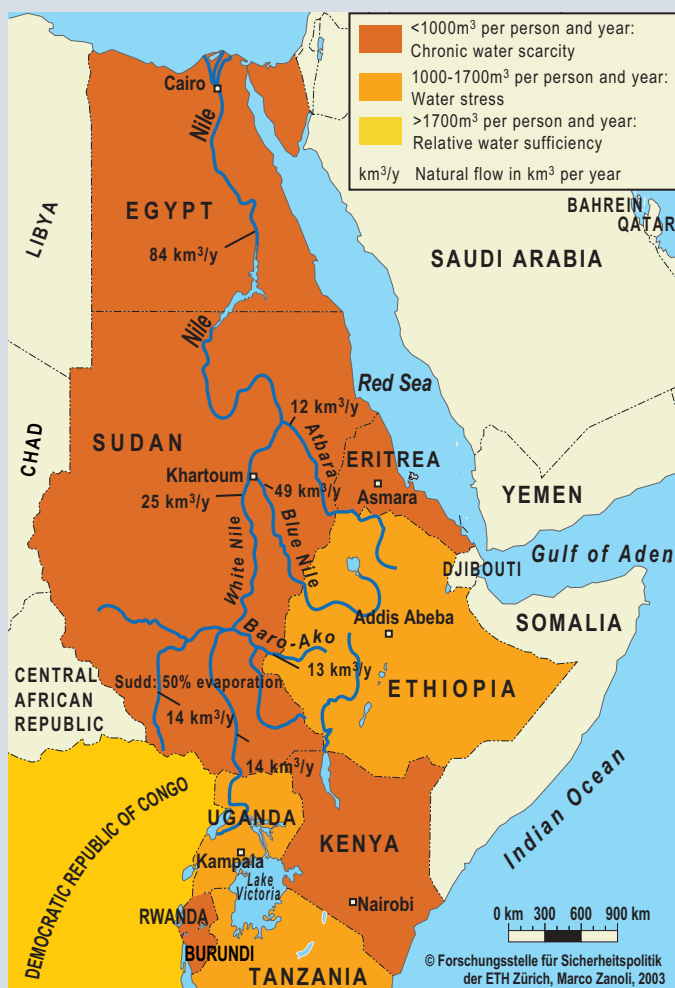 <1000m³ per person and year:
Chronic water scarcity
1000-1700m³ per person and year:
Water stress
>1700m³ per person and year:
Relative water sufficiency
km³/y Natural flow in km³ per year
Cairo
Nile
LIBYA
EGYPT
84 km³/y
BAHREIN
QATAR
SAUDI ARABIA
Nile
Red Sea
12 km³/y
Atbara
CHAD
SUDAN
ERITREA
Khartoum
49 km³/y
Asmara
25 km³/y
YEMEN
White Nile
Blue Nile
Gulf of Aden
DJIBOUTI
Addis Abeba
SOMALIA
Baro-Ako
CENTRAL
AFRICAN
REPUBLIC
Sudd: 50% evaporation
13 km³/y
ETHIOPIA
14 km³/y
14 km³/y
DEMOCRATIC REPUBLIC OF CONGO
UGANDA
KENYA
Indian Ocean
Kampala
Lake
Victoria
Nairobi
RWANDA
BURUNDI
TANZANIA
0 km 300 600 900 km
© Forschungsstelle für Sicherheitspolitik
der ETH Zürich, Marco Zanoli, 2003